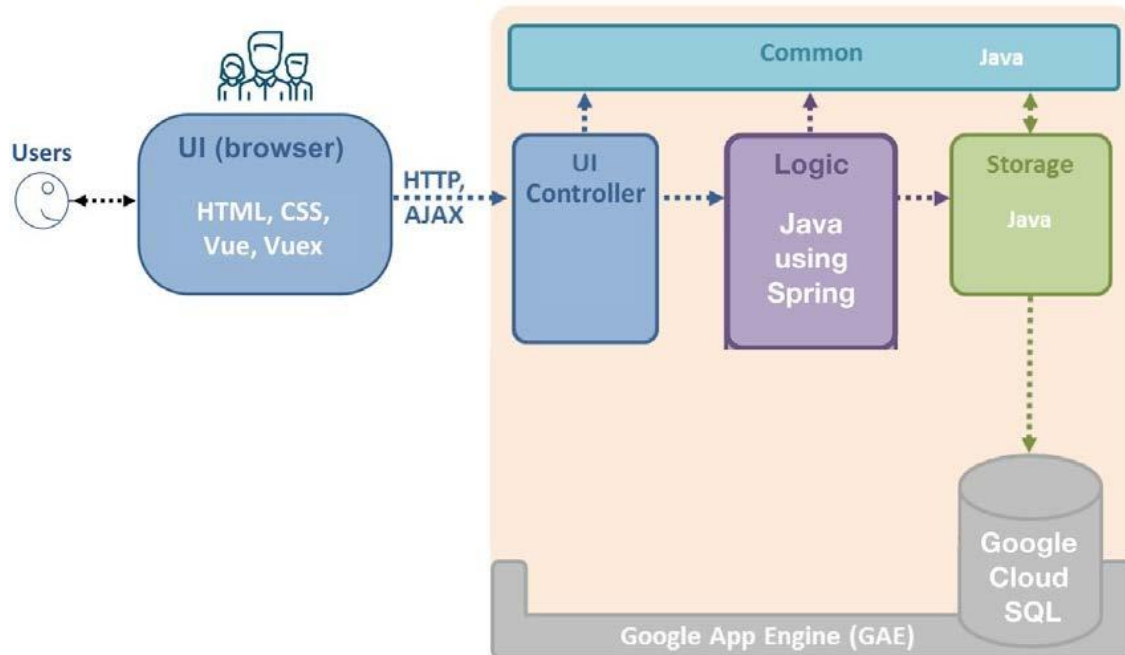 Common Java
Users
UI (browser)
HTML, CSS,
Vue, Vuex
HTTP,
AJAX
UI
Controller
Logic
Java
using
Spring
Storage
Java
Google
Cloud
SQL
Google App Engine (GAE)